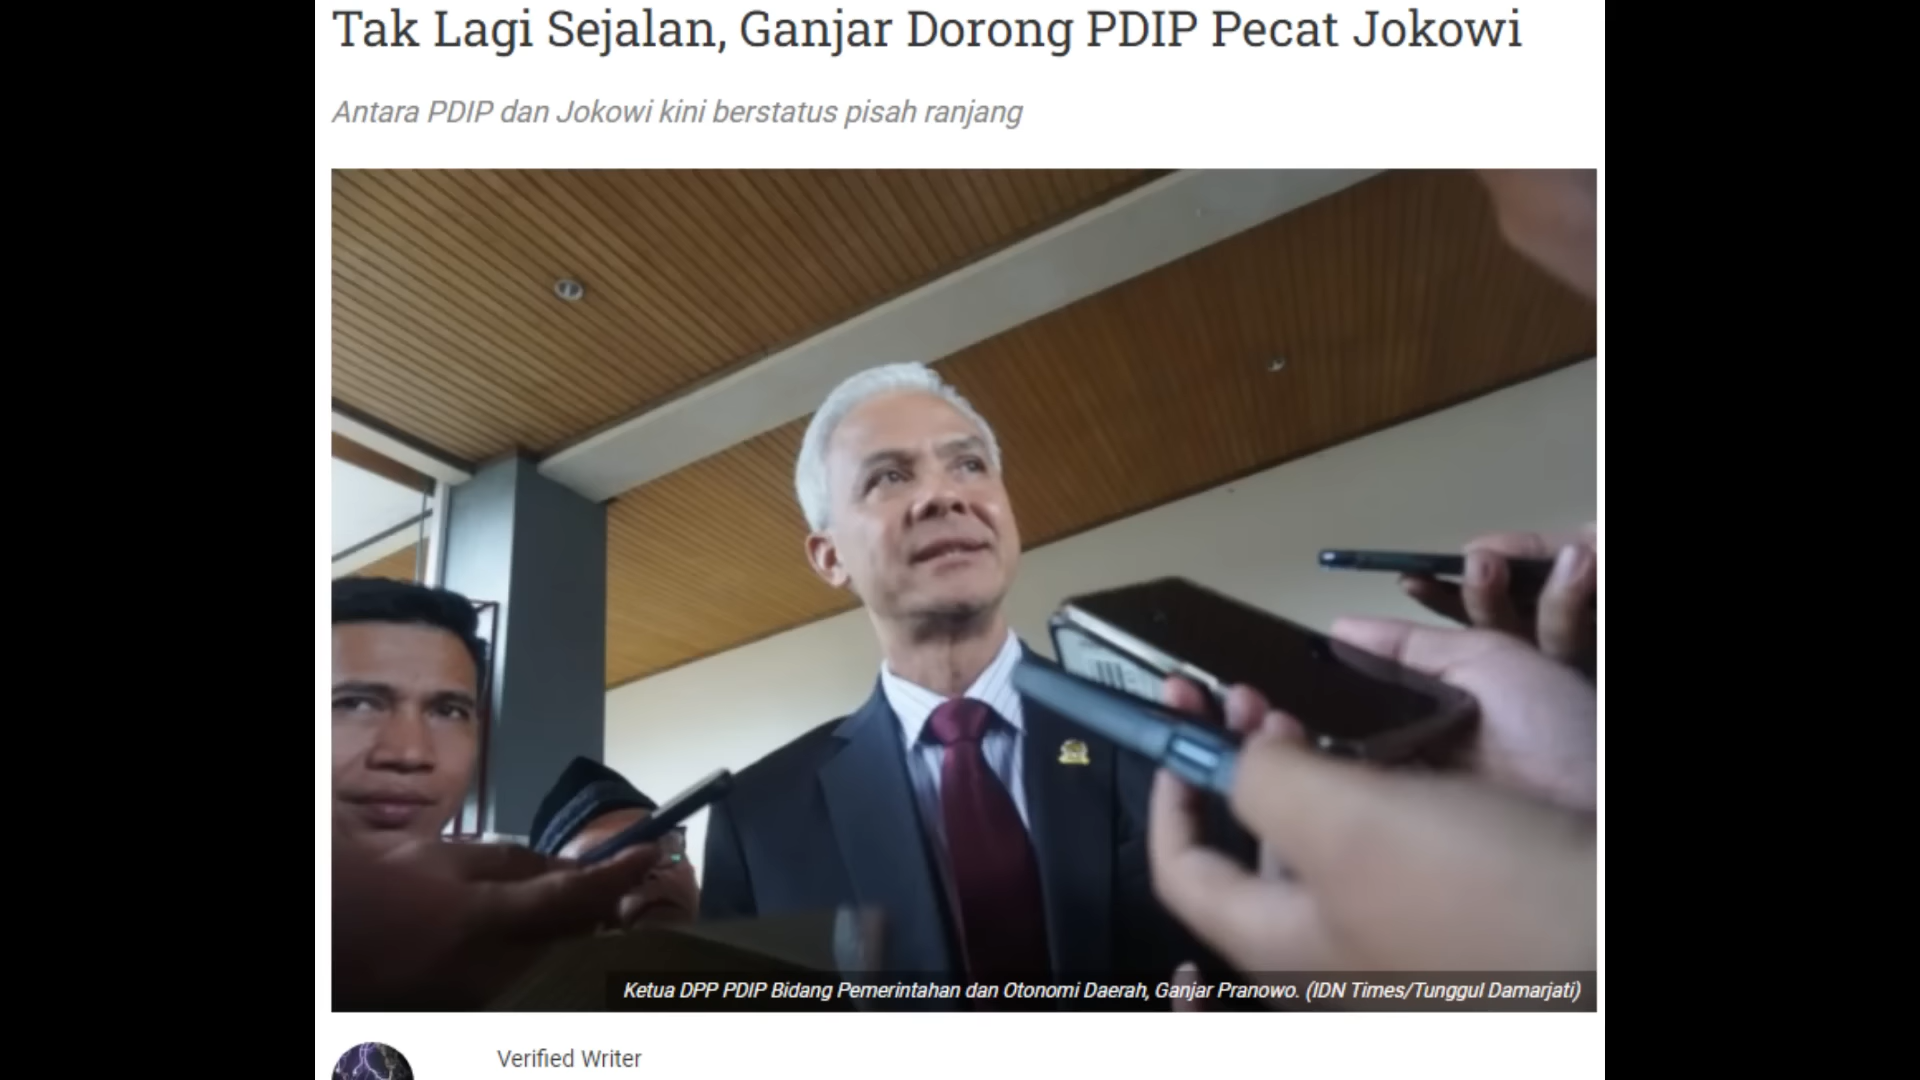 Tak Lagi Sejalan, Ganjar Dorong PDIP Pecat Jokowi
Antara PDIP dan Jokowi kini berstatus pisah ranjang
Ketua DPP PDIP Bidang Pemerintahan dan Otonomi Daerah, Ganjar Pranowo. (IDN Times/Tunggul Damarjati)
Verified Writer